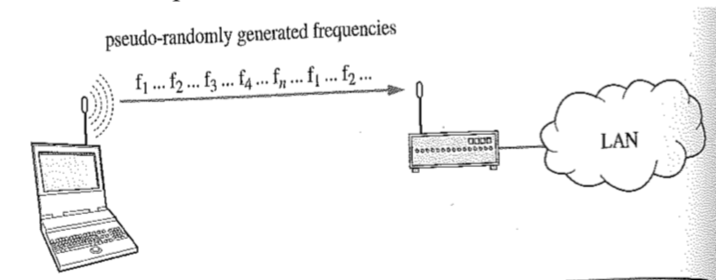 pseudo-randomly generated frequencies
f₁ ... f₂ ... f₃ ... f₄ ... fₙ ... f₁ ... f₂ ...
LAN